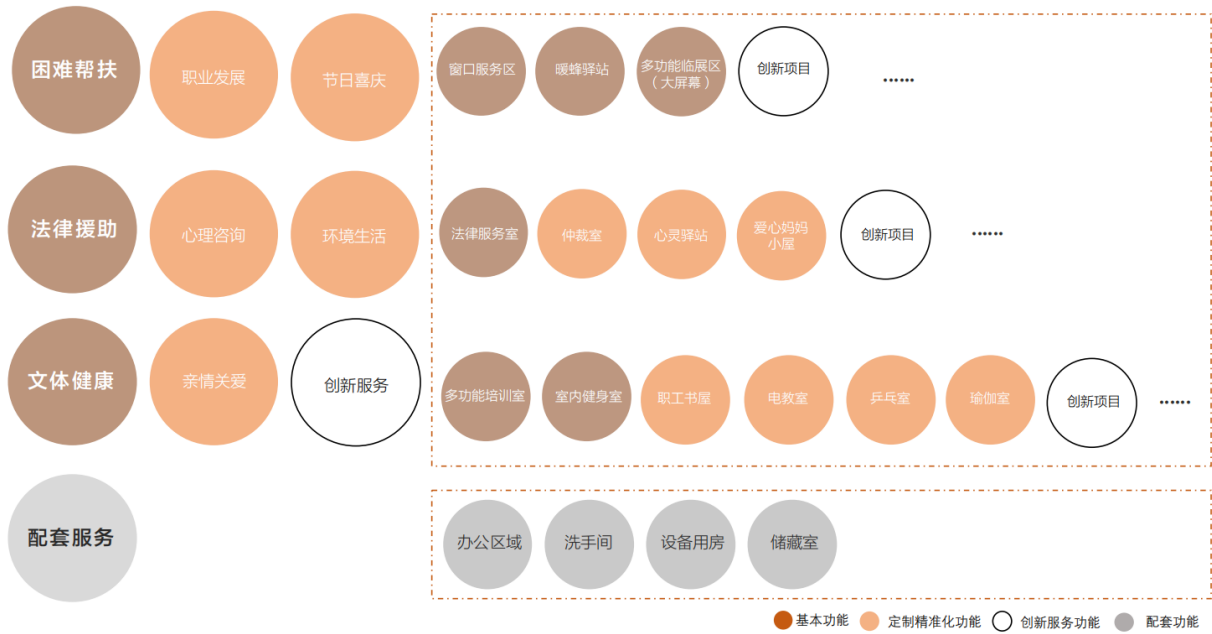 困难帮扶
职业发展
节日喜庆
窗口服务区
暖蜂驿站
多功能临展区
（大屏幕）
创新项目
……
法律援助
心理咨询
环境生活
法律服务室
仲裁室
心灵驿站
爱心妈妈
小屋
创新项目
……
文体健康
亲情关爱
创新服务
多功能培训室
室内健身室
职工书屋
电教室
乒乓室
瑜伽室
创新项目
……
配套服务
办公区域
洗手间
设备用房
储藏室
基本功能
定制精准化功能
创新服务功能
配套功能